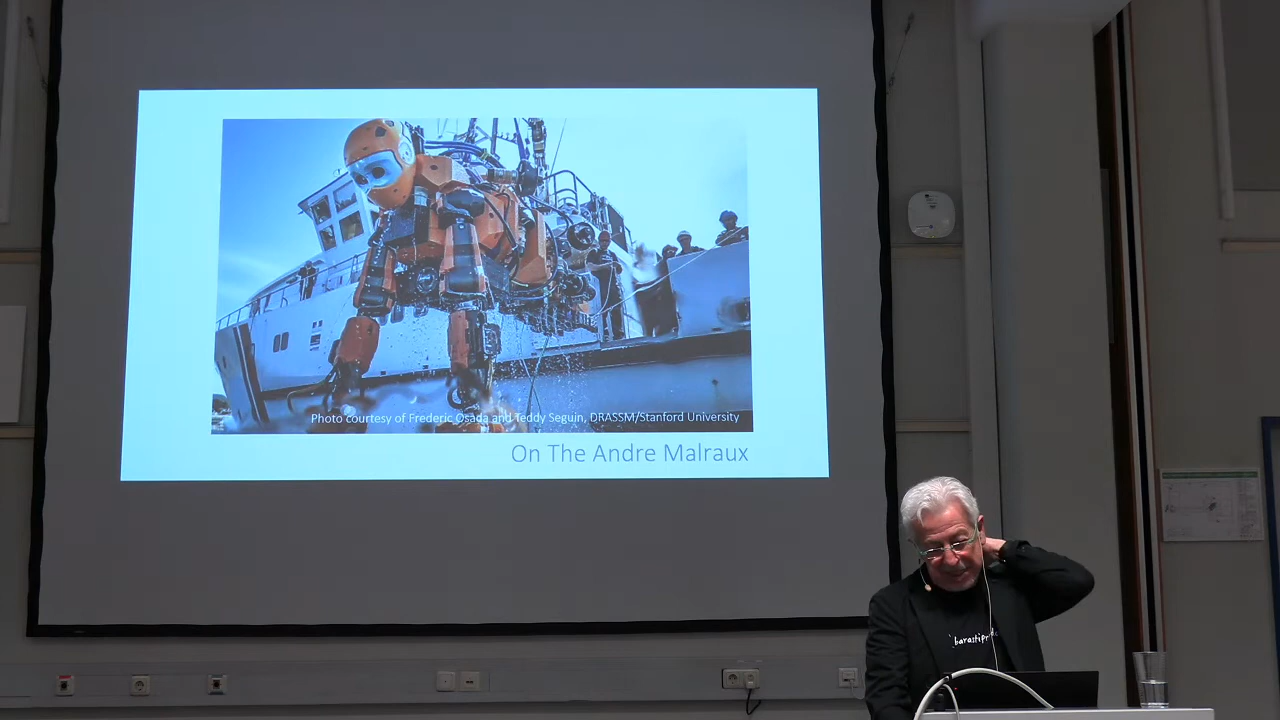 Photo courtesy of Frederic Osada and Teddy Seguin, DRASSM/Stanford University
On The Andre Malraux